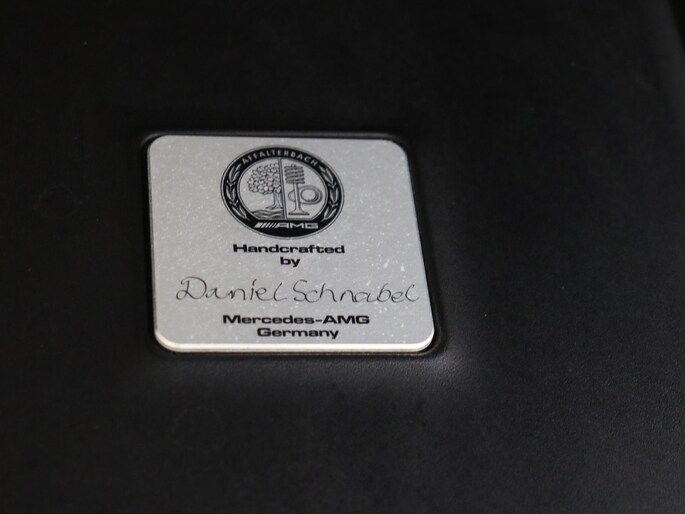 AFFALTERBACH
AMG
Handcrafted
by
Daniel Schnabel
Mercedes-AMG
Germany